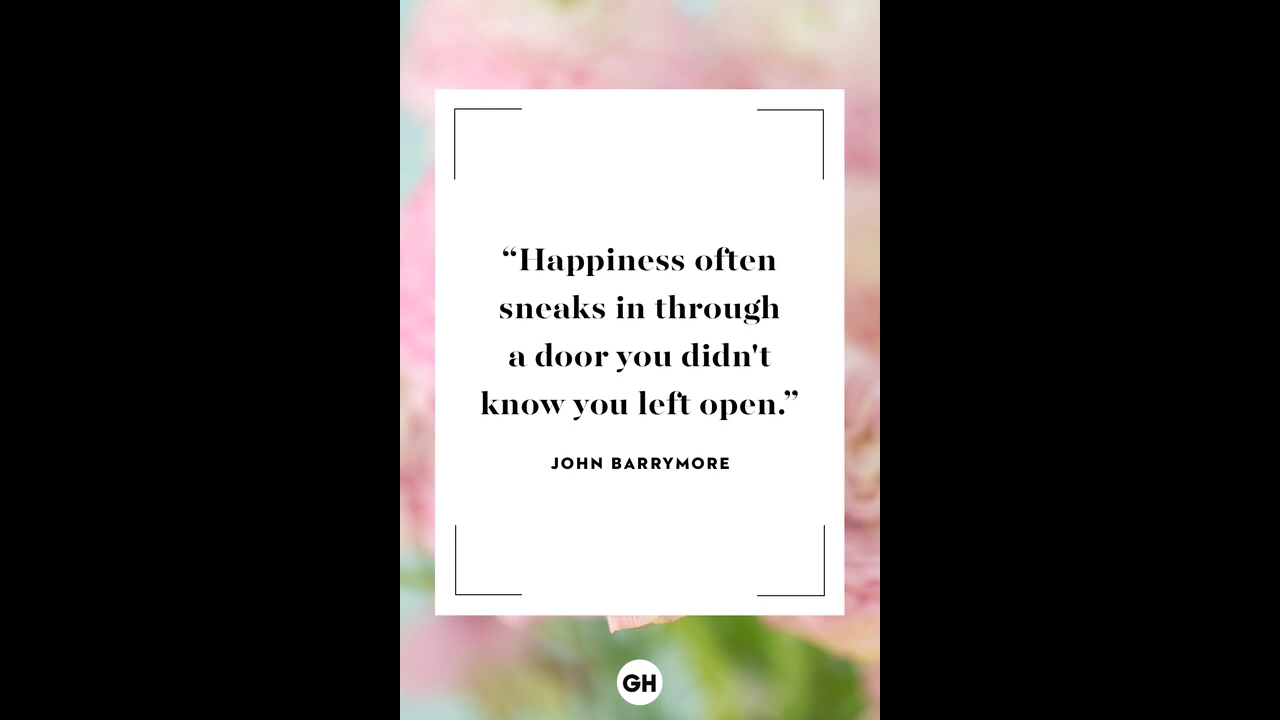 “Happiness often
sneaks in through
a door you didn't
know you left open.”
JOHN BARRYMORE
GH